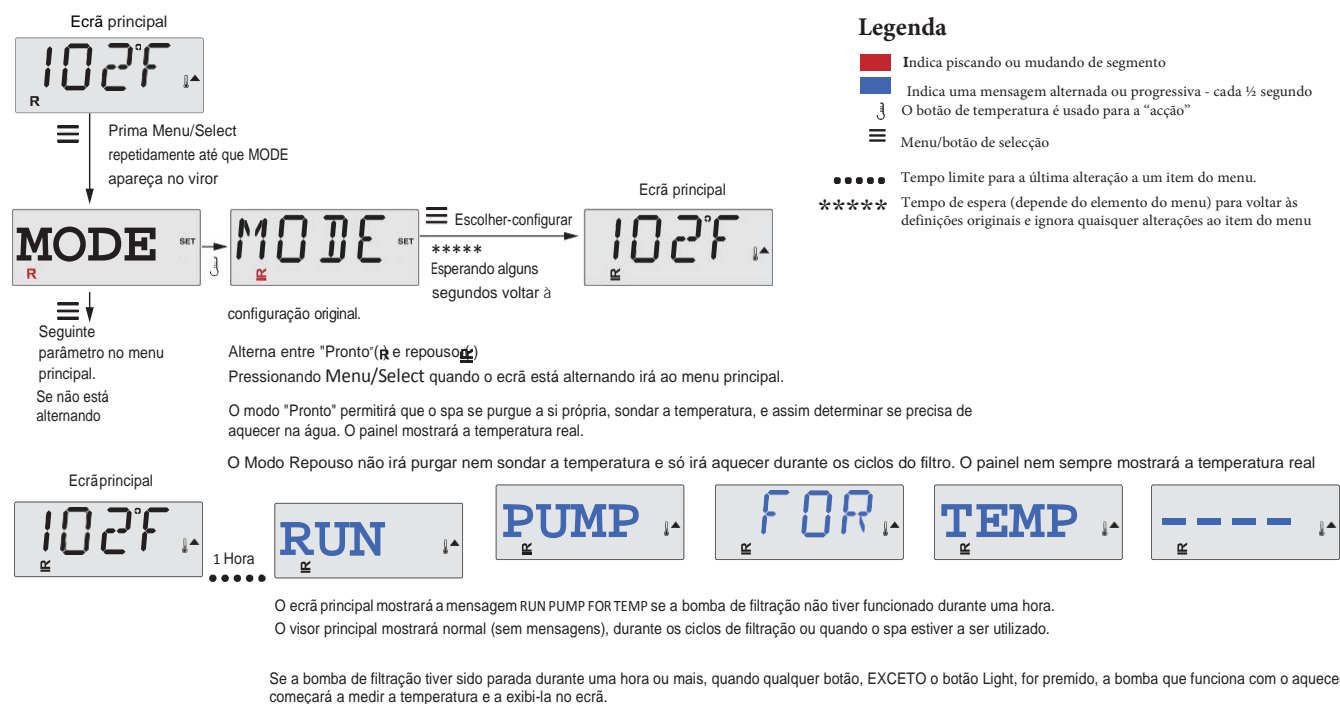 Ecrã principal
102°F
R
Prima Menu/Select
repetidamente até que MODE
apareça no viror
Legenda
Indica piscando ou mudando de segmento
Indica uma mensagem alternada ou progressiva - cada ½ segundo
O botão de temperatura é usado para a “acção”
Menu/botão de selecção
Tempo limite para a última alteração a um item do menu.
***** Tempo de espera (depende do elemento do menu) para voltar às
definições originais e ignora quaisquer alterações ao item do menu
MODE SET
R
MODE SET
R
Escolher-configurar
*****
Esperando alguns
segundos voltar à
configuração original.
Ecrã principal
102°F
R
Seguinte
parâmetro no menu
principal.
Se não está
alternando
Alterna entre "Pronto"(R) e repouso(R)
Pressionando Menu/Select quando o ecrã está alternando irá ao menu principal.
O modo "Pronto" permitirá que o spa se purgue a si própria, sondar a temperatura, e assim determinar se precisa de
aquecer na água. O painel mostrará a temperatura real.
O Modo Repouso não irá purgar nem sondar a temperatura e só irá aquecer durante os ciclos do filtro. O painel nem sempre mostrará a temperatura real
Ecrãprincipal
102°F
R
1 Hora
RUN
R
PUMP
R
FOR
R
TEMP
R
----
R
O ecrã principal mostrará a mensagem RUN PUMP FOR TEMP se a bomba de filtração não tiver funcionado durante uma hora.
O visor principal mostrará normal (sem mensagens), durante os ciclos de filtração ou quando o spa estiver a ser utilizado.
Se a bomba de filtração tiver sido parada durante uma hora ou mais, quando qualquer botão, EXCETO o botão Light, for premido, a bomba que funciona com o aquece
começará a medir a temperatura e a exibi-la no ecrã.